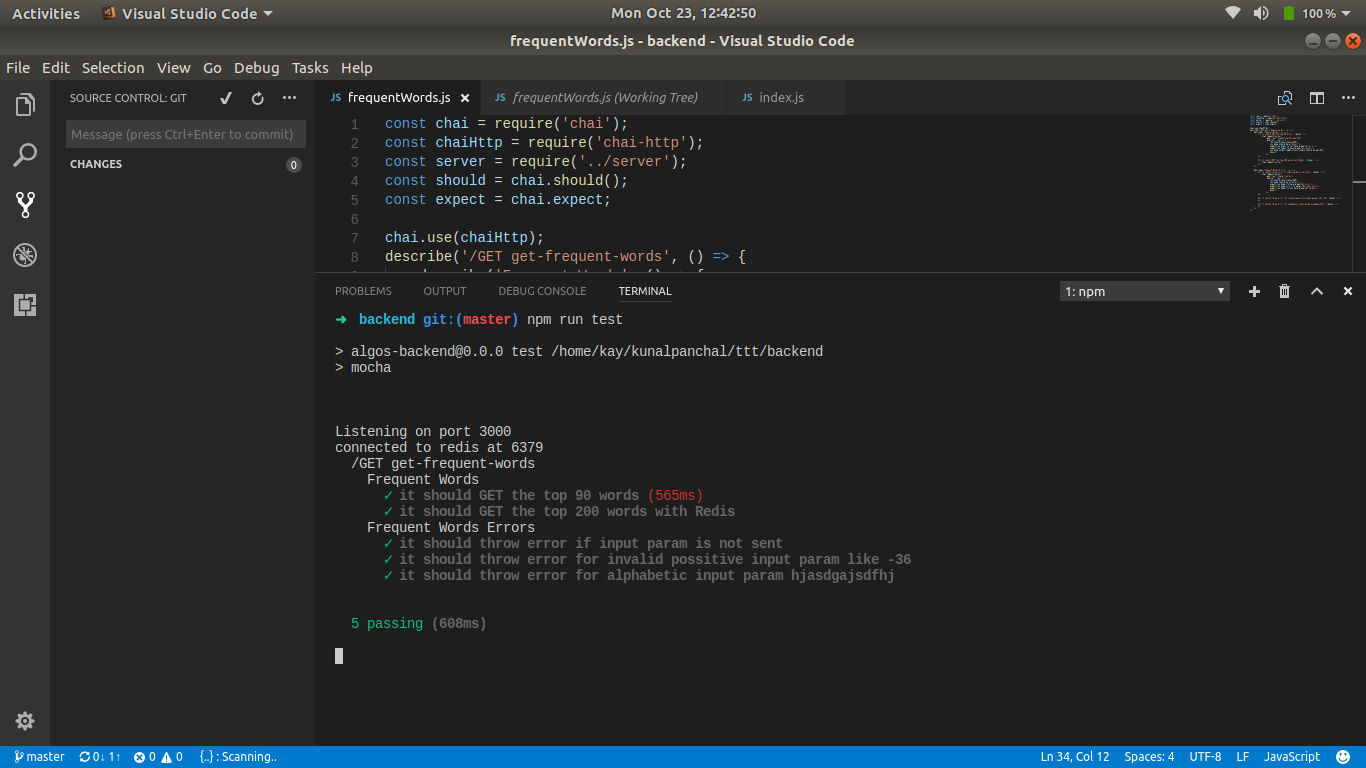 Activities Visual Studio Code Mon Oct 23, 12:42:50 100 %
frequentWords.js - backend - Visual Studio Code
File Edit Selection View Go Debug Tasks Help
SOURCE CONTROL: GIT
Message (press Ctrl+Enter to commit)
CHANGES 0
JS frequentWords.js JS frequentWords.js (Working Tree) JS index.js
1 const chai = require('chai');
2 const chaiHttp = require('chai-http');
3 const server = require('../server');
4 const should = chai.should();
5 const expect = chai.expect;
6
7 chai.use(chaiHttp);
8 describe('/GET get-frequent-words', () => {
PROBLEMS OUTPUT DEBUG CONSOLE TERMINAL 1: npm
➜ backend git:(master) npm run test
> algos-backend@0.0.0 test /home/kay/kunalpanchal/ttt/backend
> mocha
Listening on port 3000
connected to redis at 6379
/GET get-frequent-words
Frequent Words
✓ it should GET the top 90 words (565ms)
✓ it should GET the top 200 words with Redis
Frequent Words Errors
✓ it should throw error if input param is not sent
✓ it should throw error for invalid possitive input param like -36
✓ it should throw error for alphabetic input param hjasdgajsdfhj
5 passing (608ms)
master 0↓ 1↑ 0 0 {..} : Scanning.. Ln 34, Col 12 Spaces: 4 UTF-8 LF JavaScript